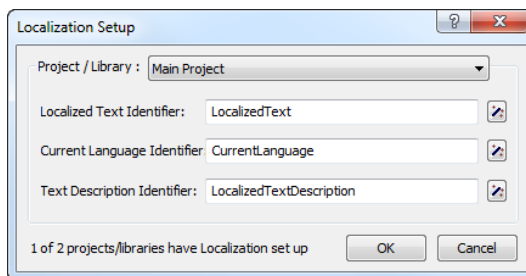 Localization Setup
Project / Library : Main Project
Localized Text Identifier: LocalizedText
Current Language Identifier CurrentLanguage
Text Description Identifier: LocalizedTextDescription
1 of 2 projects/libraries have Localization set up OK Cancel